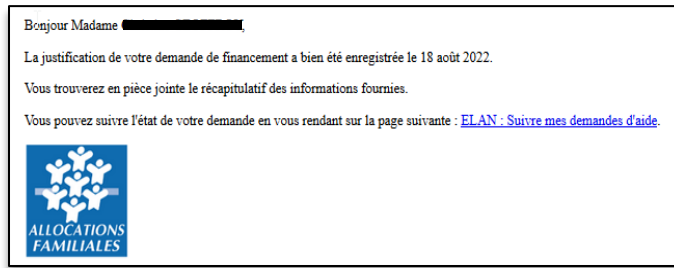 Bonjour Madame
La justification de votre demande de financement a bien été enregistrée le 18 août 2022.
Vous trouverez en pièce jointe le récapitulatif des informations fournies.
Vous pouvez suivre l'état de votre demande en vous rendant sur la page suivante : ELAN : Suivre mes demandes d'aide.
ALLOCATIONS
FAMILIALES